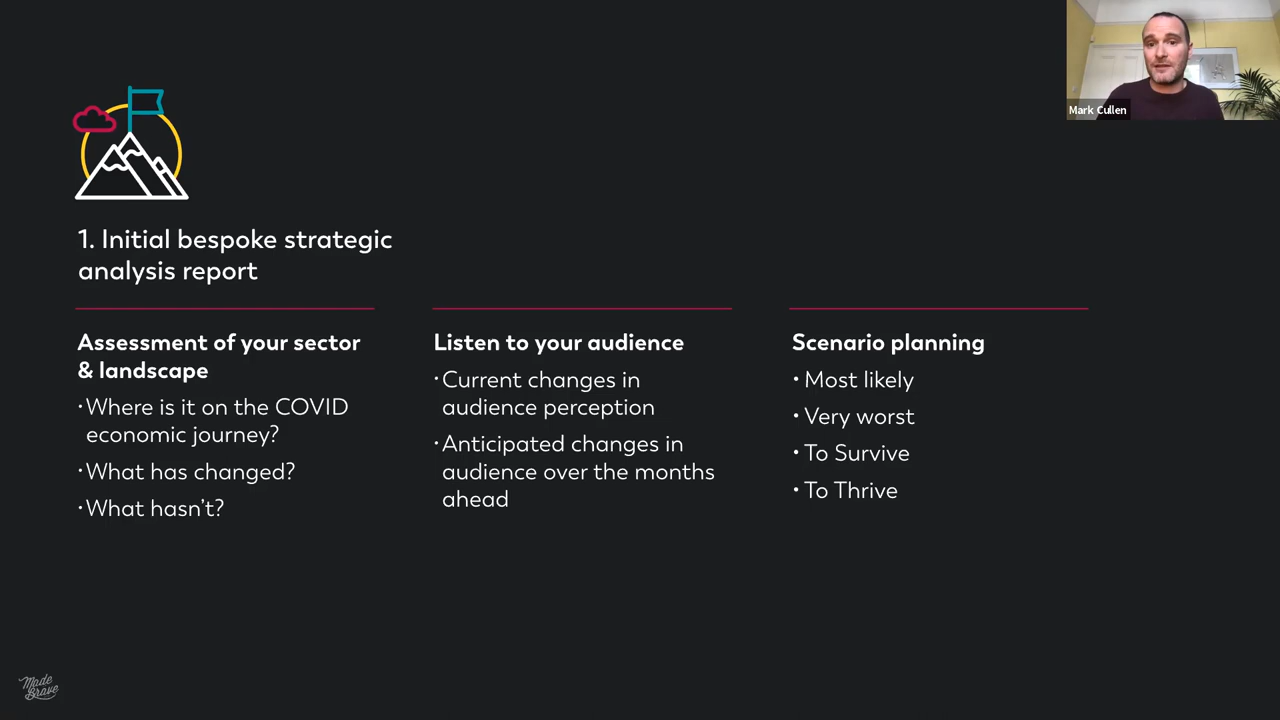 Mark Cullen
1. Initial bespoke strategic
analysis report
Assessment of your sector
& landscape
·Where is it on the COVID
economic journey?
·What has changed?
·What hasn’t?
Listen to your audience
·Current changes in
audience perception
·Anticipated changes in
audience over the months
ahead
Scenario planning
• Most likely
• Very worst
• To Survive
• To Thrive
Made
Brave